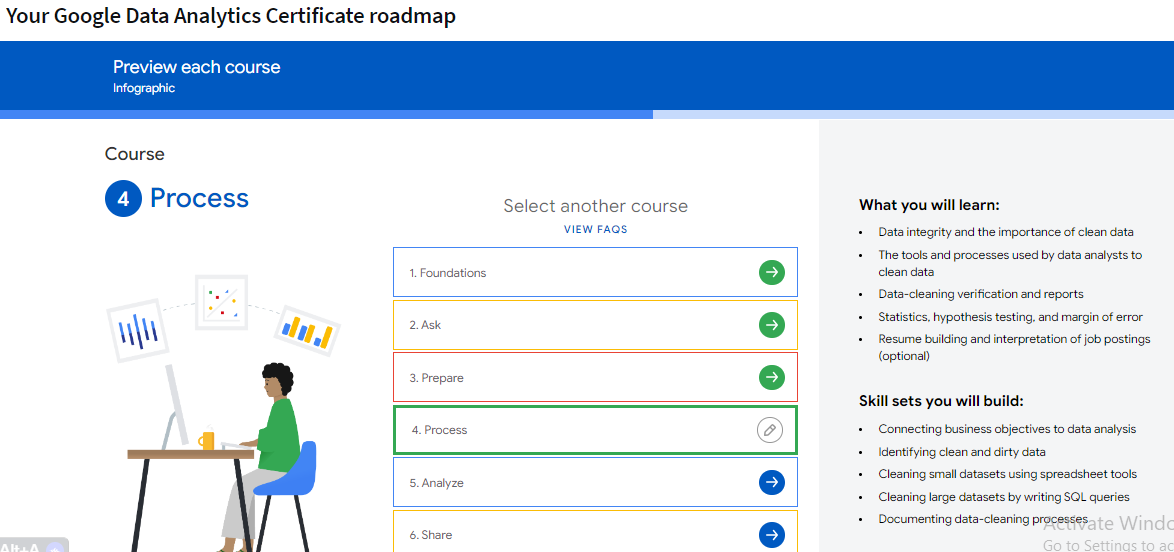 Your Google Data Analytics Certificate roadmap
Preview each course
Infographic
Course
4 Process
Select another course
VIEW FAQS
1. Foundations
2. Ask
3. Prepare
4. Process
5. Analyze
6. Share
What you will learn:
• Data integrity and the importance of clean data
• The tools and processes used by data analysts to
clean data
• Data-cleaning verification and reports
• Statistics, hypothesis testing, and margin of error
• Resume building and interpretation of job postings
(optional)
Skill sets you will build:
• Connecting business objectives to data analysis
• Identifying clean and dirty data
• Cleaning small datasets using spreadsheet tools
• Cleaning large datasets by writing SQL queries
• Documenting data-cleaning processes
Activate Windo
Go to Settings to ac
Alt+A